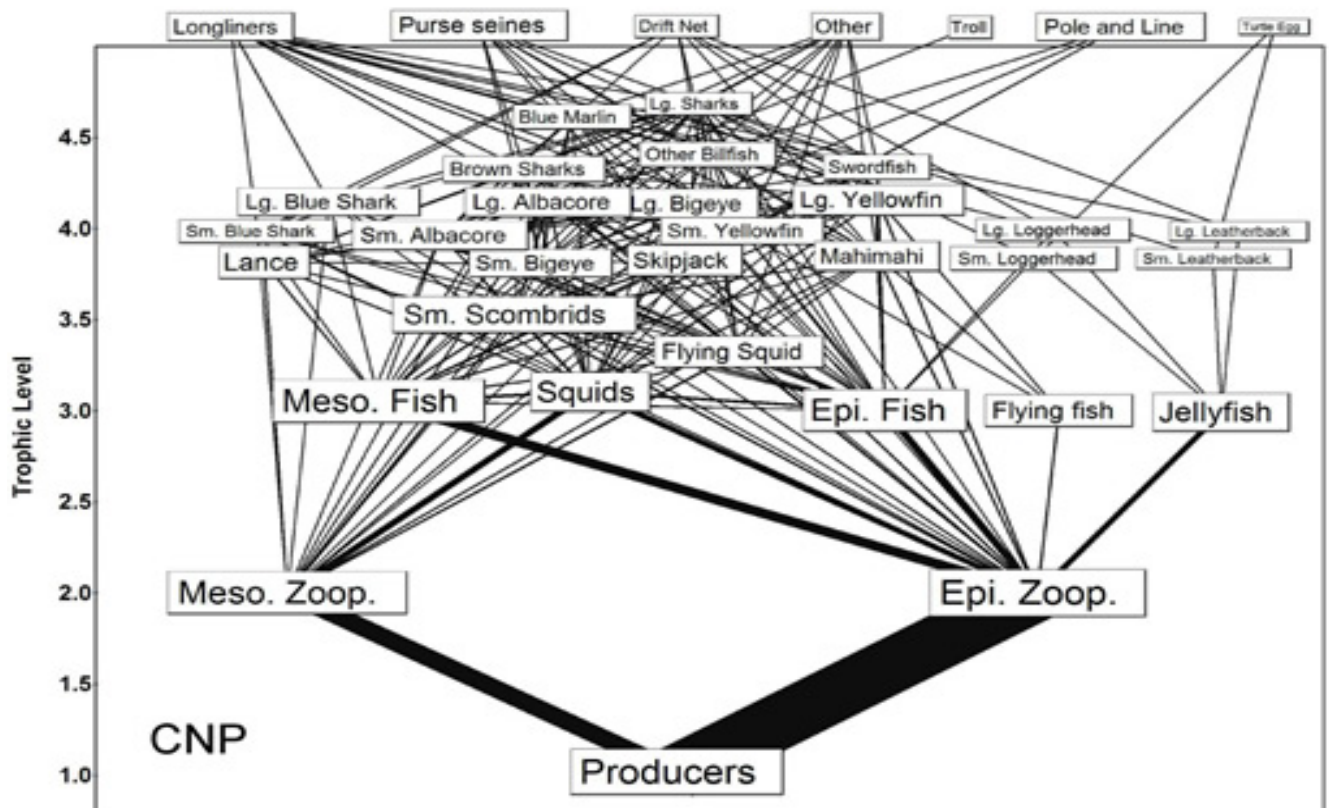 Longliners
Purse seines
Drift Net
Other
Troll
Pole and Line
Turtle Egg
Lg. Sharks
Blue Marlin
4.5
Other Billfish
Brown Sharks
Swordfish
Lg. Blue Shark
Lg. Albacore
Lg. Bigeye
Lg. Yellowfin
4.0
Sm. Blue Shark
Sm. Albacore
Sm. Yellowfin
Lg. Loggerhead
Lg. Leatherback
Lance
Sm. Bigeye
Skipjack
Mahimahi
Sm. Loggerhead
Sm. Leatherback
3.5
Sm. Scombrids
Flying Squid
Trophic Level
3.0
Meso. Fish
Squids
Epi. Fish
Flying fish
Jellyfish
2.5
2.0
Meso. Zoop.
Epi. Zoop.
1.5
CNP
1.0
Producers